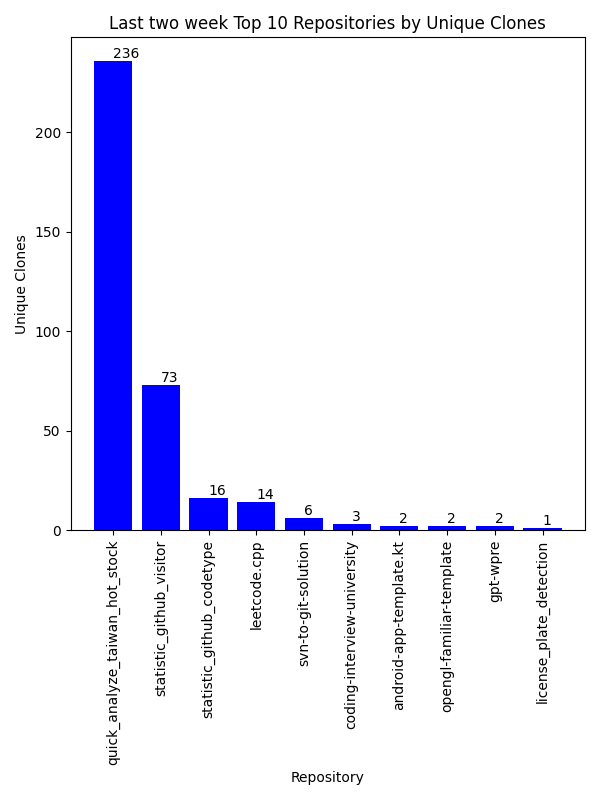 Last two week Top 10 Repositories by Unique Clones
236
73
16
14
6
3
2
2
2
1
200
150
100
50
0
Unique Clones
quick_analyze_taiwan_hot_stock
statistic_github_visitor
statistic_github_codetype
leetcode.cpp
svn-to-git-solution
coding-interview-university
android-app-template.kt
opengl-familiar-template
gpt-wpre
license_plate_detection
Repository